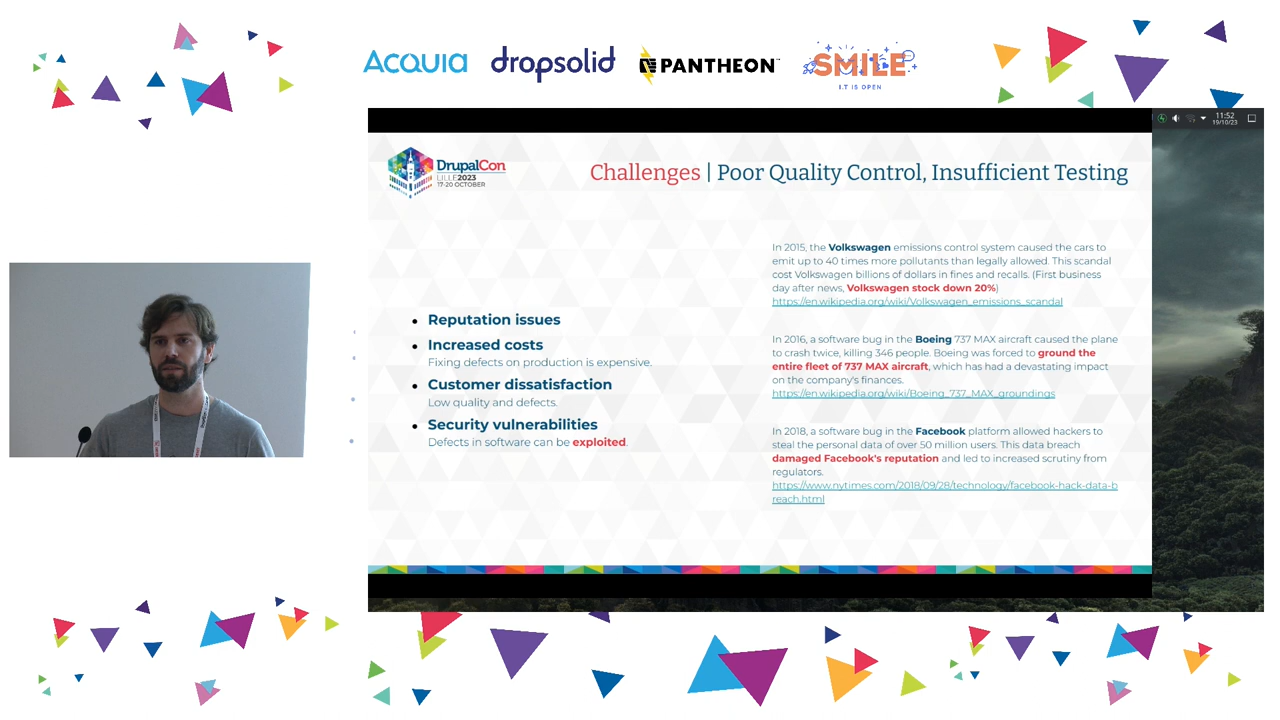 ACQUIA dropsolid PANTHEON SMILE
I.T IS OPEN
11:52
19/10/23
DrupalCon
LILLE2023
17-20 OCTOBER
Challenges | Poor Quality Control, Insufficient Testing
• Reputation issues
• Increased costs
Fixing defects on production is expensive.
• Customer dissatisfaction
Low quality and defects.
• Security vulnerabilities
Defects in software can be exploited.
In 2015, the Volkswagen emissions control system caused the cars to
emit up to 40 times more pollutants than legally allowed. This scandal
cost Volkswagen billions of dollars in fines and recalls. (First business
day after news, Volkswagen stock down 20%)
https://en.wikipedia.org/wiki/Volkswagen_emissions_scandal
In 2016, a software bug in the Boeing 737 MAX aircraft caused the plane
to crash twice, killing 346 people. Boeing was forced to ground the
entire fleet of 737 MAX aircraft, which has had a devastating impact
on the company's finances.
https://en.wikipedia.org/wiki/Boeing_737_MAX_groundings
In 2018, a software bug in the Facebook platform allowed hackers to
steal the personal data of over 50 million users. This data breach
damaged Facebook's reputation and led to increased scrutiny from
regulators.
https://www.nytimes.com/2018/09/28/technology/facebook-hack-data-b
reach.html